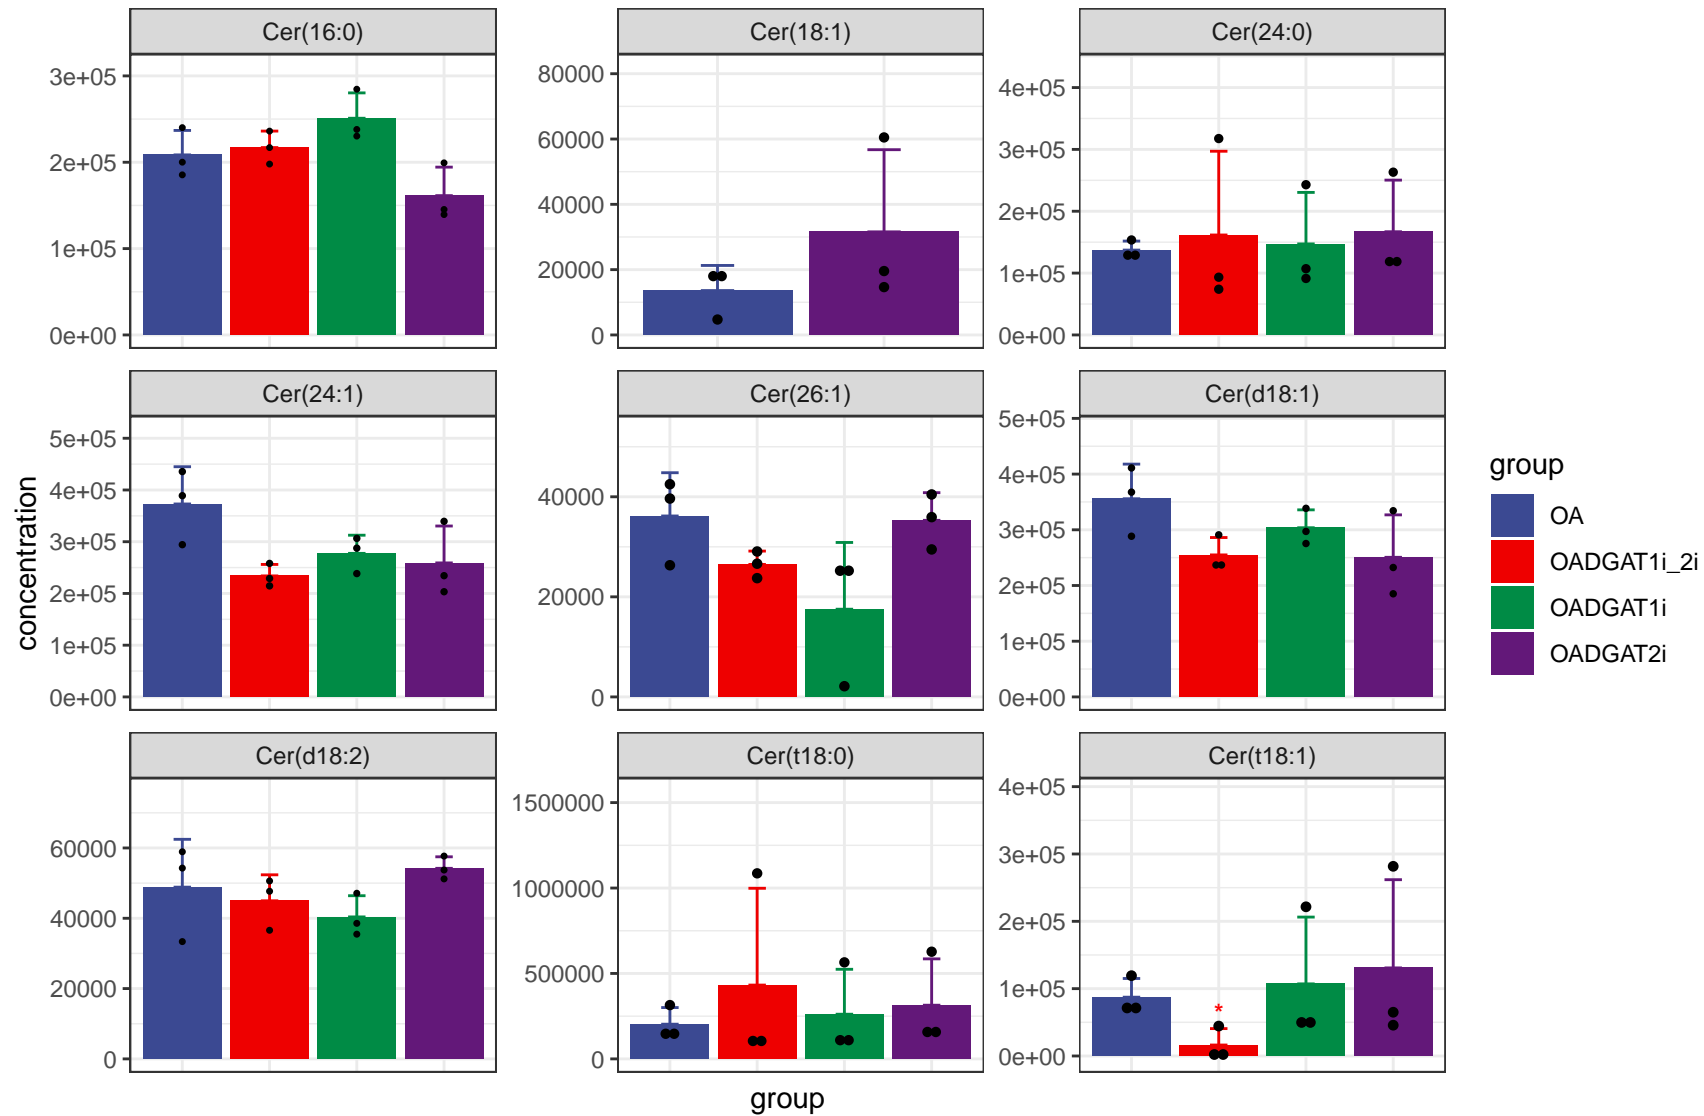 Cer(16:0)
Cer(18:1)
Cer(24:0)
3e+05
2e+05
1e+05
0e+00
80000
60000
40000
20000
0
4e+05
3e+05
2e+05
1e+05
0e+00
Cer(24:1)
Cer(26:1)
Cer(d18:1)
5e+05
4e+05
3e+05
2e+05
1e+05
0e+00
40000
20000
0
5e+05
4e+05
3e+05
2e+05
1e+05
0e+00
Cer(d18:2)
Cer(t18:0)
Cer(t18:1)
60000
40000
20000
0
1500000
1000000
500000
0
4e+05
3e+05
2e+05
1e+05
0e+00
*
concentration
group
group
OA
OADGAT1i_2i
OADGAT1i
OADGAT2i